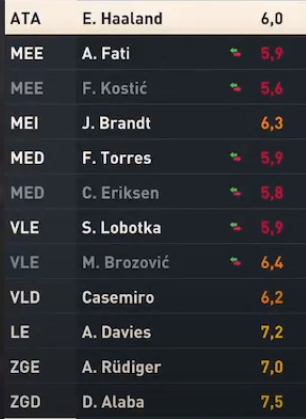 ATA E. Haaland 6,0
MEE A. Fati 5,9
MEE F. Kostić 5,6
MEI J. Brandt 6,3
MED F. Torres 5,9
MED C. Eriksen 5,8
VLE S. Lobotka 5,9
VLE M. Brozović 6,4
VLD Casemiro 6,2
LE A. Davies 7,2
ZGE A. Rüdiger 7,0
ZGD D. Alaba 7,5